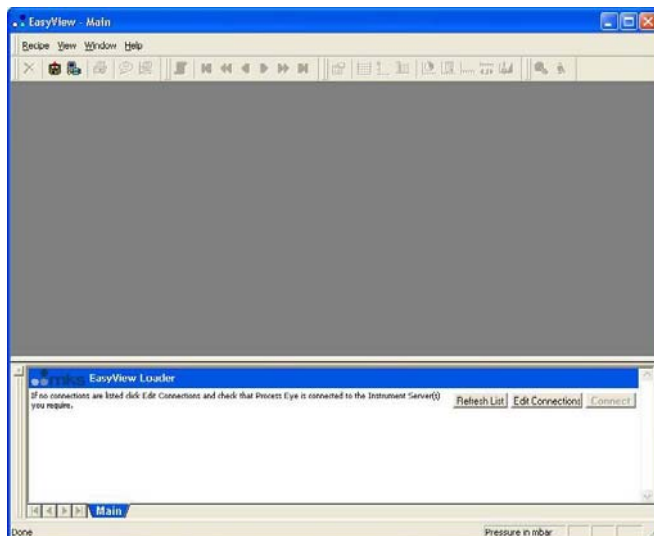 EasyView - Main
Recipe View Window Help
mks EasyView Loader
If no connections are listed click Edit Connections and check that Process Eye is connected to the Instrument Server(s)
you require.
Refresh List Edit Connections Connect
Main
Done Pressure in mbar